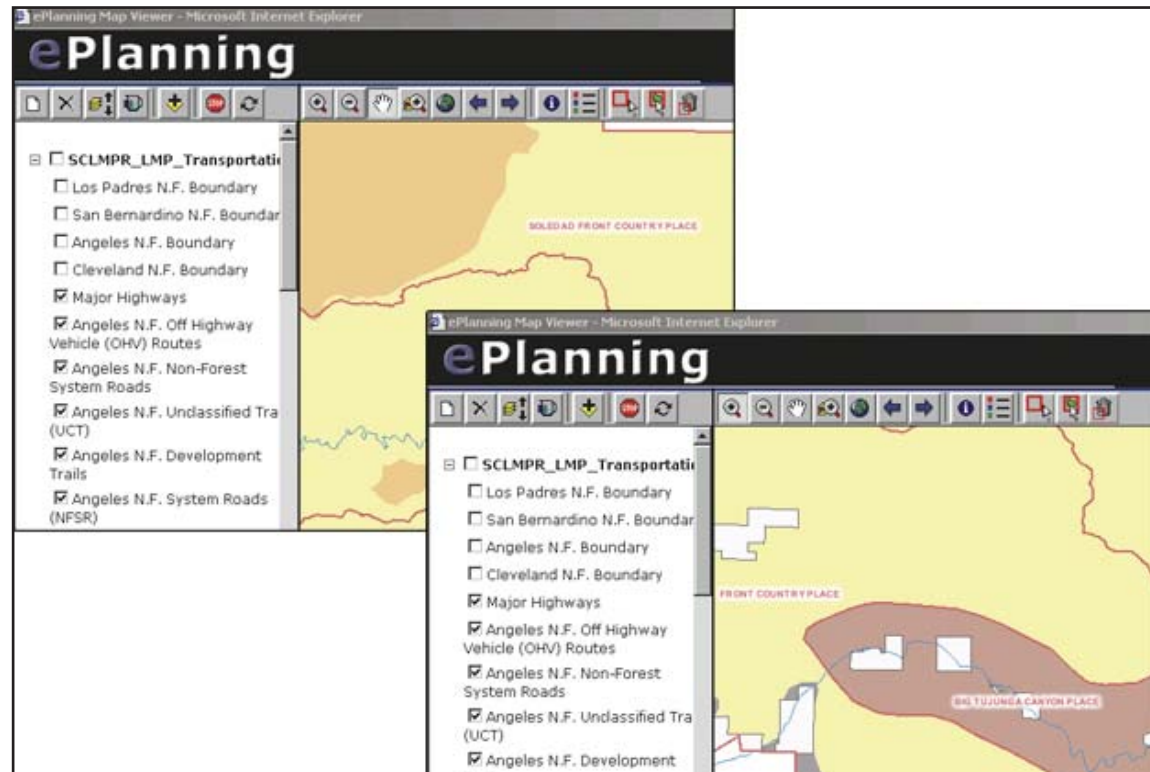 ePlanning Map Viewer - Microsoft Internet Explorer
ePlanning
STOP
SCLMPR_LMP_Transportatio
Los Padres N.F. Boundary
San Bernardino N.F. Boundar
Angeles N.F. Boundary
Cleveland N.F. Boundary
Major Highways
Angeles N.F. Off Highway
Vehicle (OHV) Routes
Angeles N.F. Non-Forest
System Roads
Angeles N.F. Unclassified Tra
(UCT)
Angeles N.F. Development
Trails
Angeles N.F. System Roads
(NFSR)
SOLEDAD FRONT COUNTRY PLACE
ePlanning Map Viewer - Microsoft Internet Explorer
ePlanning
STOP
SCLMPR_LMP_Transportatio
Los Padres N.F. Boundary
San Bernardino N.F. Boundar
Angeles N.F. Boundary
Cleveland N.F. Boundary
Major Highways
Angeles N.F. Off Highway
Vehicle (OHV) Routes
Angeles N.F. Non-Forest
System Roads
Angeles N.F. Unclassified Tra
(UCT)
Angeles N.F. Development
FRONT COUNTRY PLACE
BIG TUJUNGA CANYON PLACE